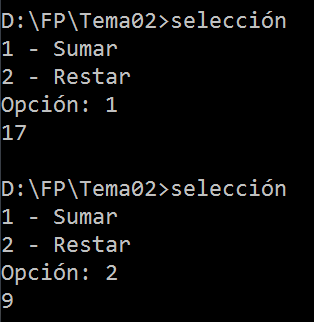 D:\FP\Tema02>selección
1 - Sumar
2 - Restar
Opción: 1
17
D:\FP\Tema02>selección
1 - Sumar
2 - Restar
Opción: 2
9